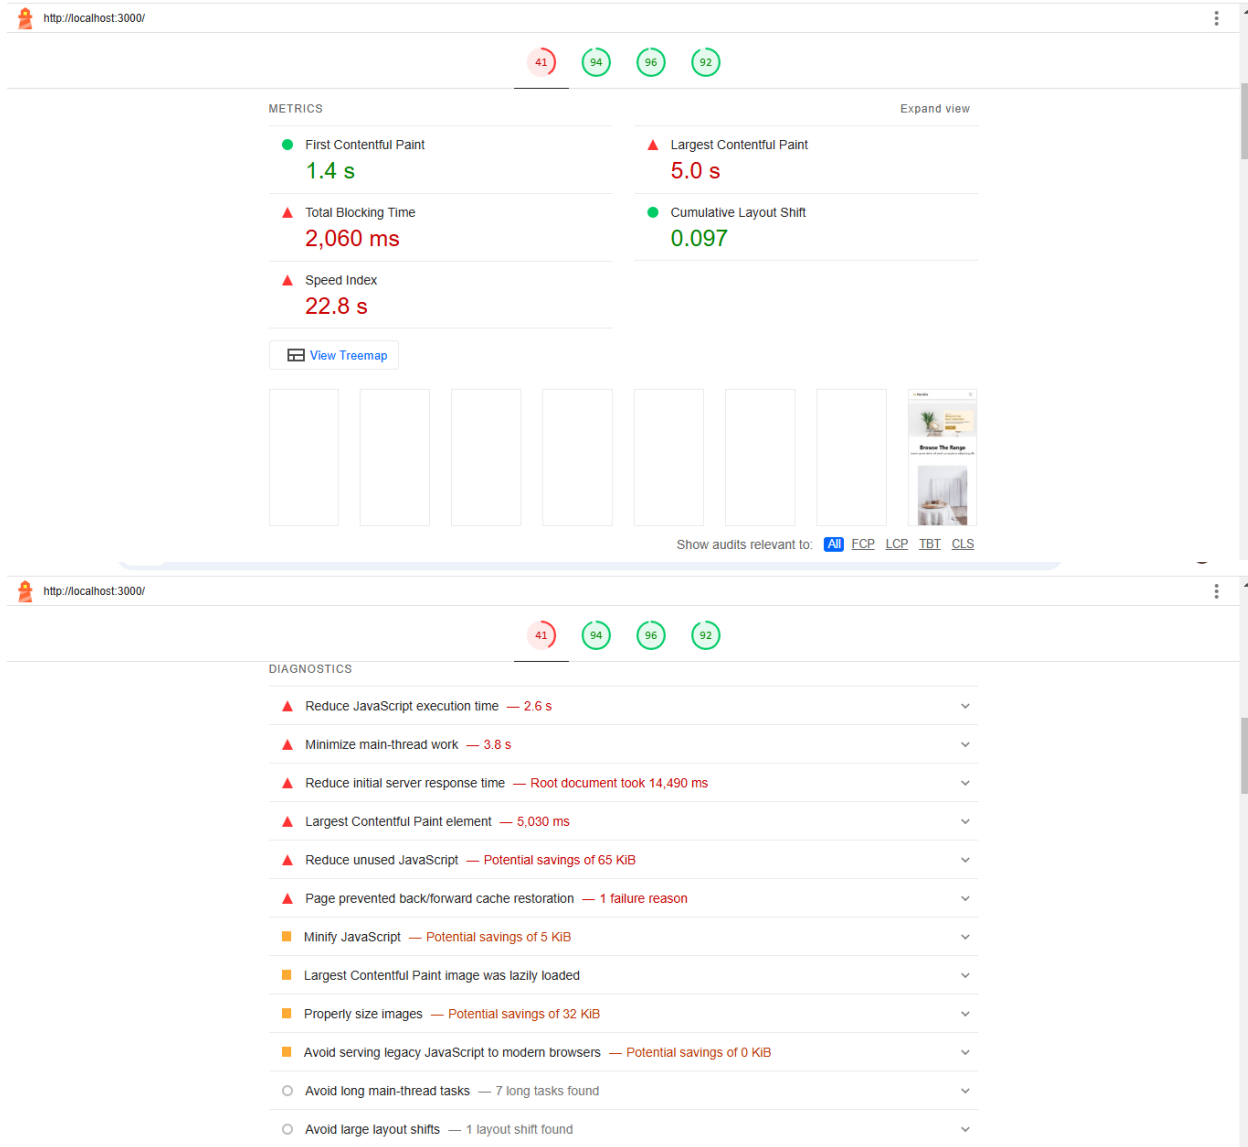 http://localhost:3000/
41 94 96 92
METRICS
Expand view
First Contentful Paint
1.4 s
Largest Contentful Paint
5.0 s
Total Blocking Time
2,060 ms
Cumulative Layout Shift
0.097
Speed Index
22.8 s
View Treemap
Browse The Range
Show audits relevant to: All FCP LCP TBT CLS
http://localhost:3000/
41 94 96 92
DIAGNOSTICS
Reduce JavaScript execution time — 2.6 s
Minimize main-thread work — 3.8 s
Reduce initial server response time — Root document took 14,490 ms
Largest Contentful Paint element — 5,030 ms
Reduce unused JavaScript — Potential savings of 65 KiB
Page prevented back/forward cache restoration — 1 failure reason
Minify JavaScript — Potential savings of 5 KiB
Largest Contentful Paint image was lazily loaded
Properly size images — Potential savings of 32 KiB
Avoid serving legacy JavaScript to modern browsers — Potential savings of 0 KiB
Avoid long main-thread tasks — 7 long tasks found
Avoid large layout shifts — 1 layout shift found